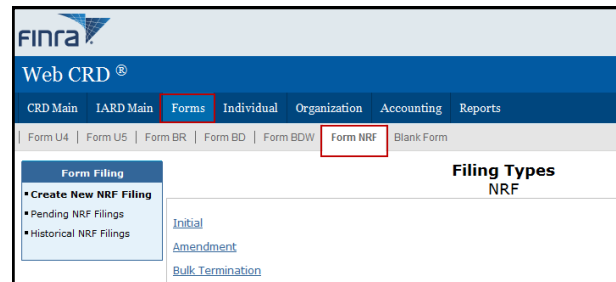 Finra
Web CRD ®
CRD Main IARD Main Forms Individual Organization Accounting Reports
Form U4 | Form U5 | Form BR | Form BD | Form BDW Form NRF Blank Form
Form Filing
Create New NRF Filing
Pending NRF Filings
Historical NRF Filings
Filing Types
NRF
Initial
Amendment
Bulk Termination